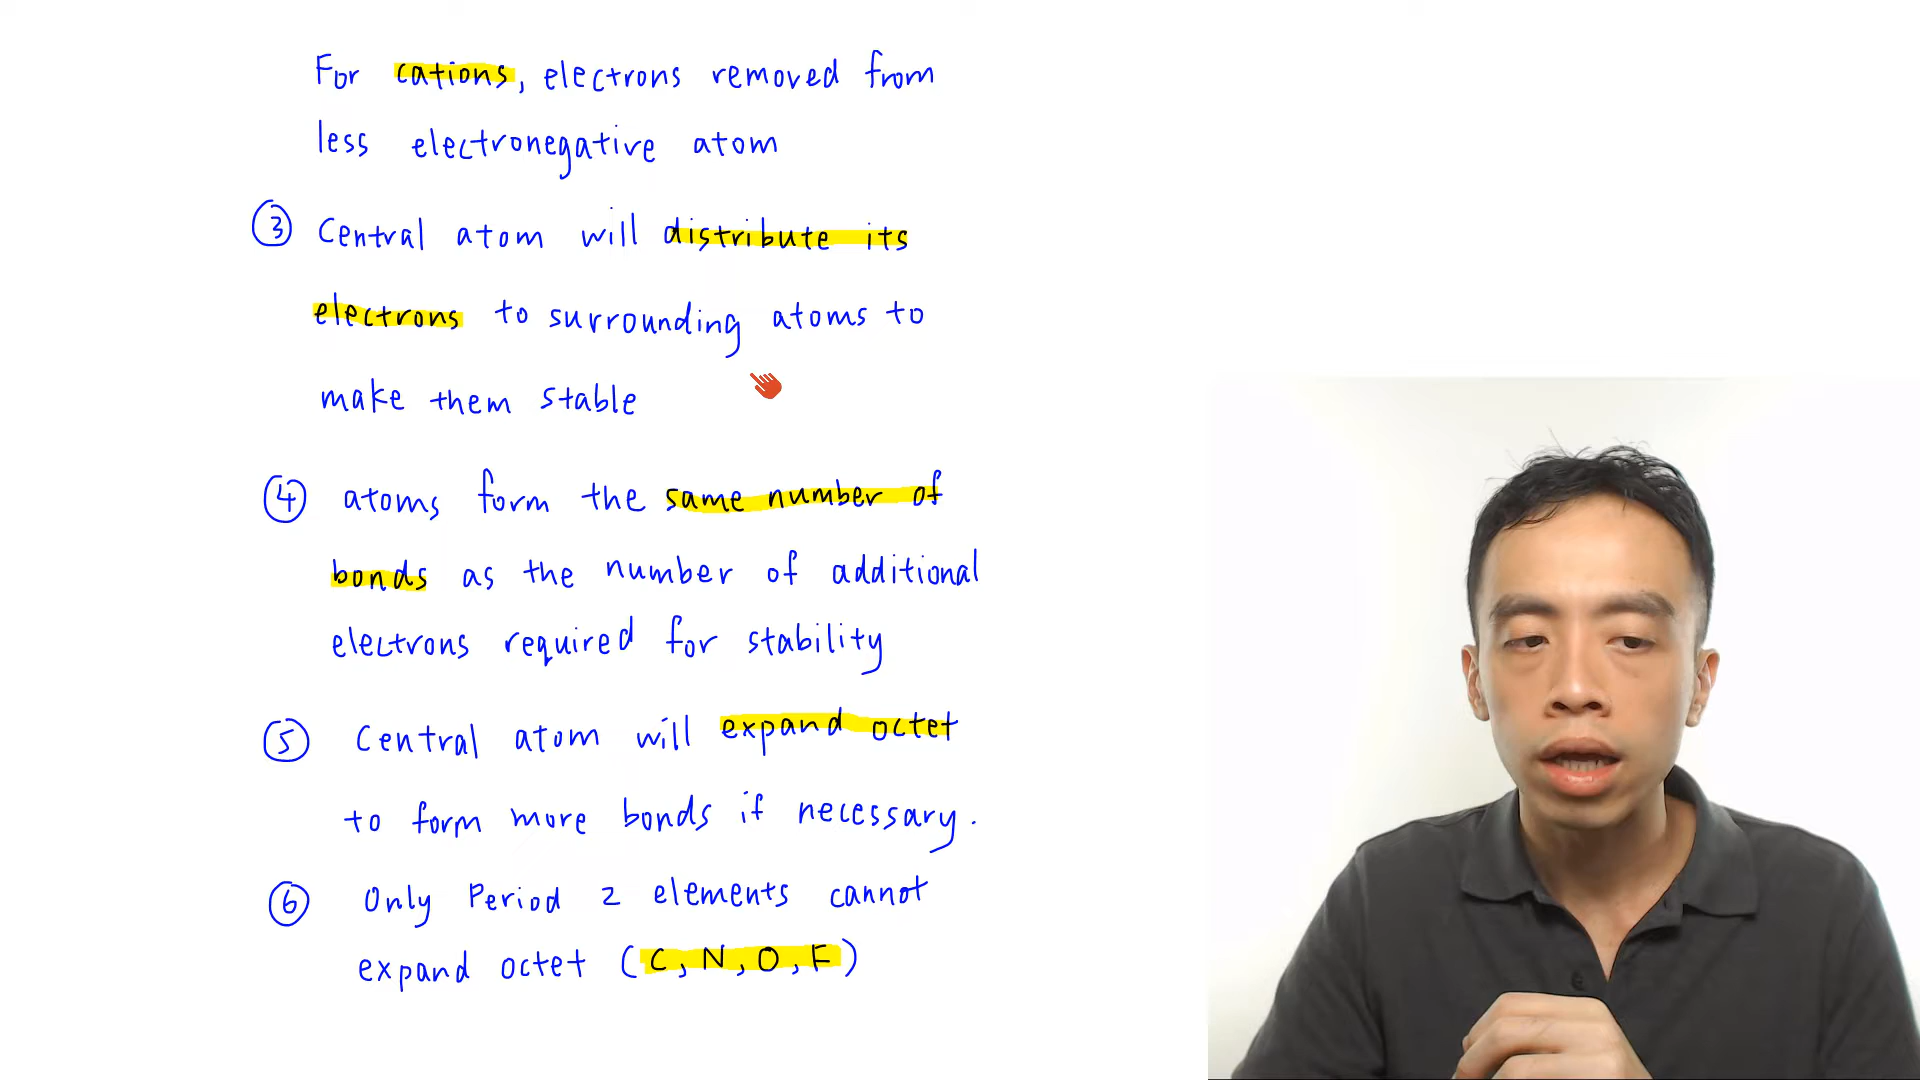 For cations, electrons removed from
less electronegative atom
③ Central atom will distribute its
electrons to surrounding atoms to
make them stable
④ atoms form the same number of
bonds as the number of additional
electrons required for stability
⑤ Central atom will expand octet
to form more bonds if necessary.
⑥ Only Period 2 elements cannot
expand octet (C, N, O, F)